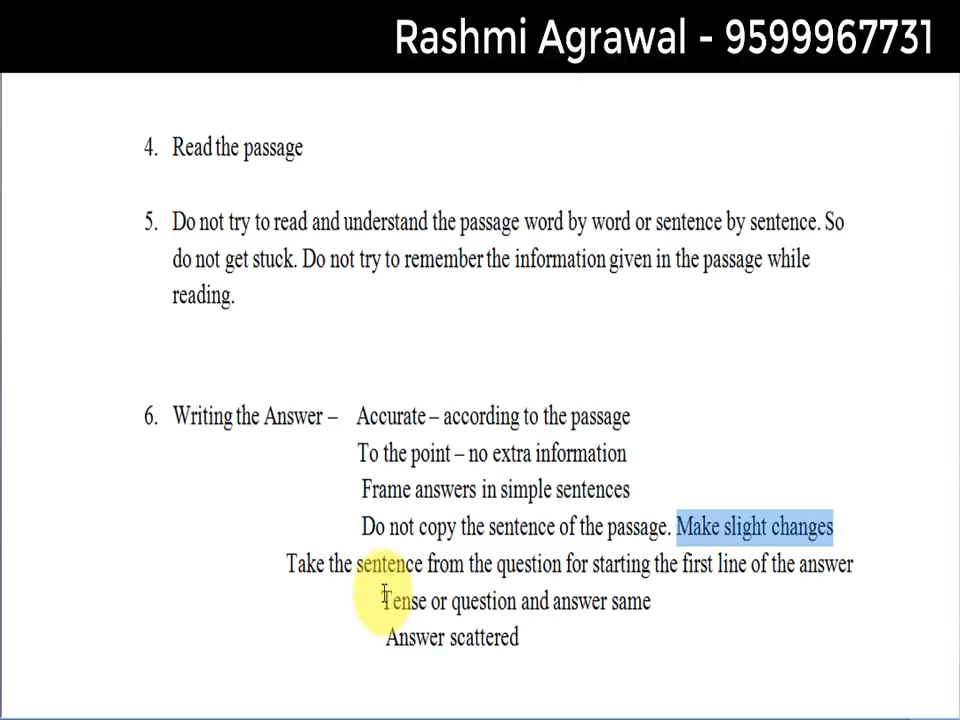 Rashmi Agrawal - 9599967731
4. Read the passage
5. Do not try to read and understand the passage word by word or sentence by sentence. So
do not get stuck. Do not try to remember the information given in the passage while
reading.
6. Writing the Answer – Accurate – according to the passage
To the point – no extra information
Frame answers in simple sentences
Do not copy the sentence of the passage. Make slight changes
Take the sentence from the question for starting the first line of the answer
Tense or question and answer same
Answer scattered